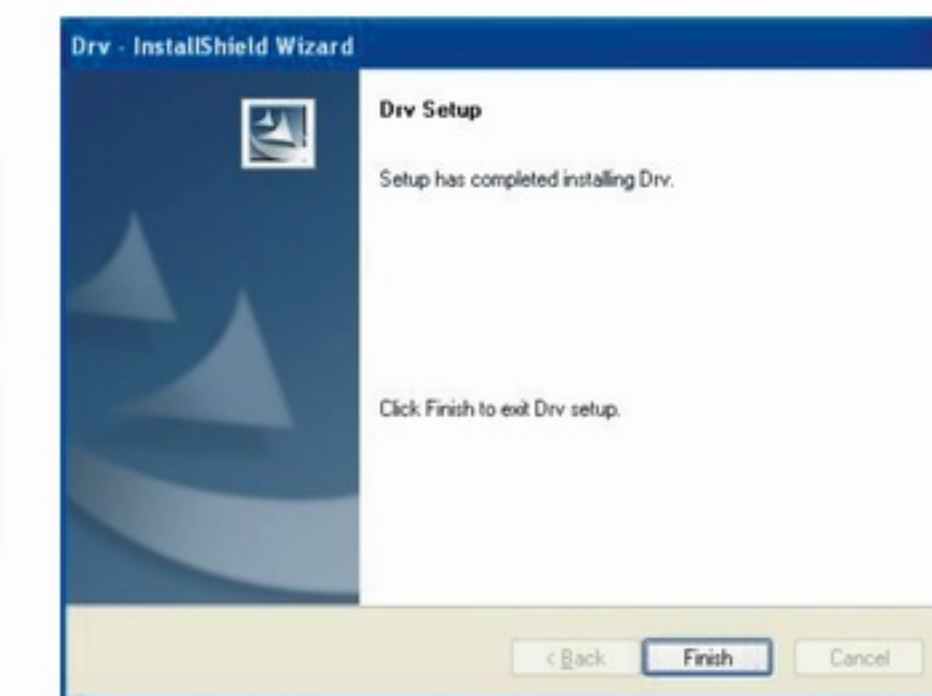 Drv - InstallShield Wizard
Drv Setup
Setup has completed installing Drv.
Click Finish to exit Drv setup.
< Back
Finish
Cancel